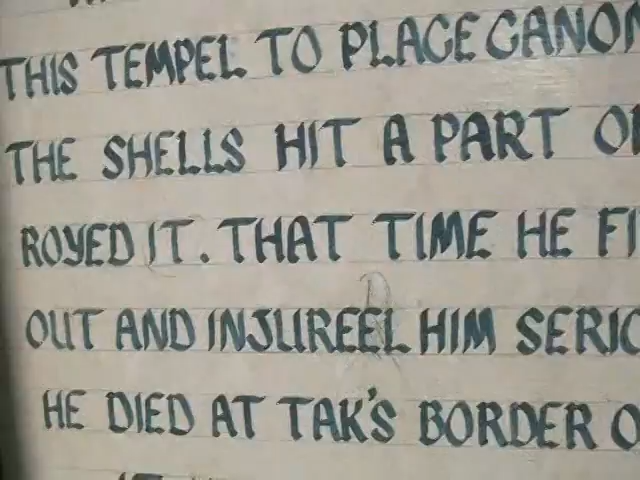 THIS TEMPEL TO PLACE CANON
THE SHELLS HIT A PART OF
ROYED IT. THAT TIME HE FI
OUT AND INJUREEL HIM SERIO
HE DIED AT TAK'S BORDER O